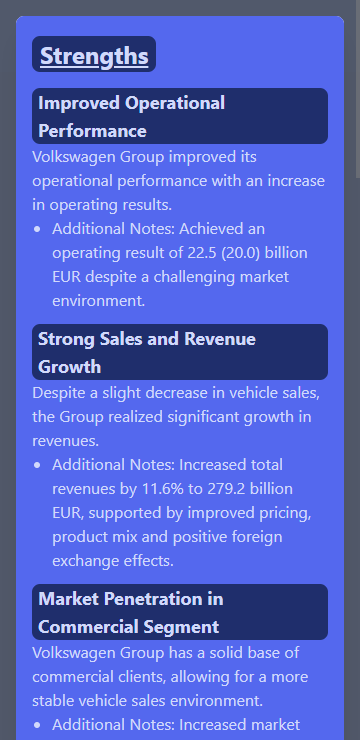 Strengths
Improved Operational
Performance
Volkswagen Group improved its
operational performance with an increase
in operating results.
• Additional Notes: Achieved an
operating result of 22.5 (20.0) billion
EUR despite a challenging market
environment.
Strong Sales and Revenue
Growth
Despite a slight decrease in vehicle sales,
the Group realized significant growth in
revenues.
• Additional Notes: Increased total
revenues by 11.6% to 279.2 billion
EUR, supported by improved pricing,
product mix and positive foreign
exchange effects.
Market Penetration in
Commercial Segment
Volkswagen Group has a solid base of
commercial clients, allowing for a more
stable vehicle sales environment.
• Additional Notes: Increased market